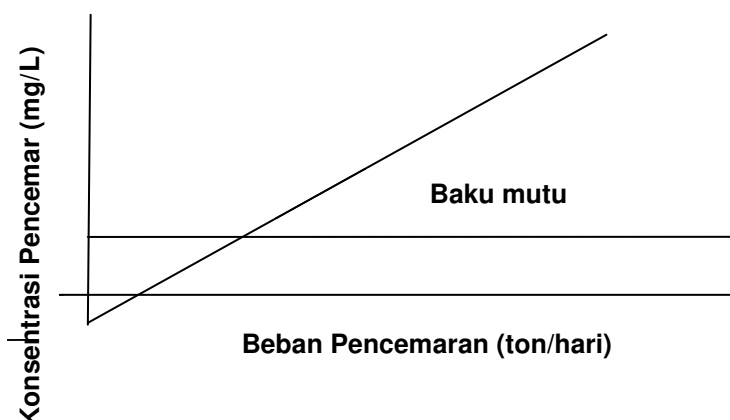 Konsentrasi Pencemar (mg/L)
Baku mutu
Beban Pencemaran (ton/hari)